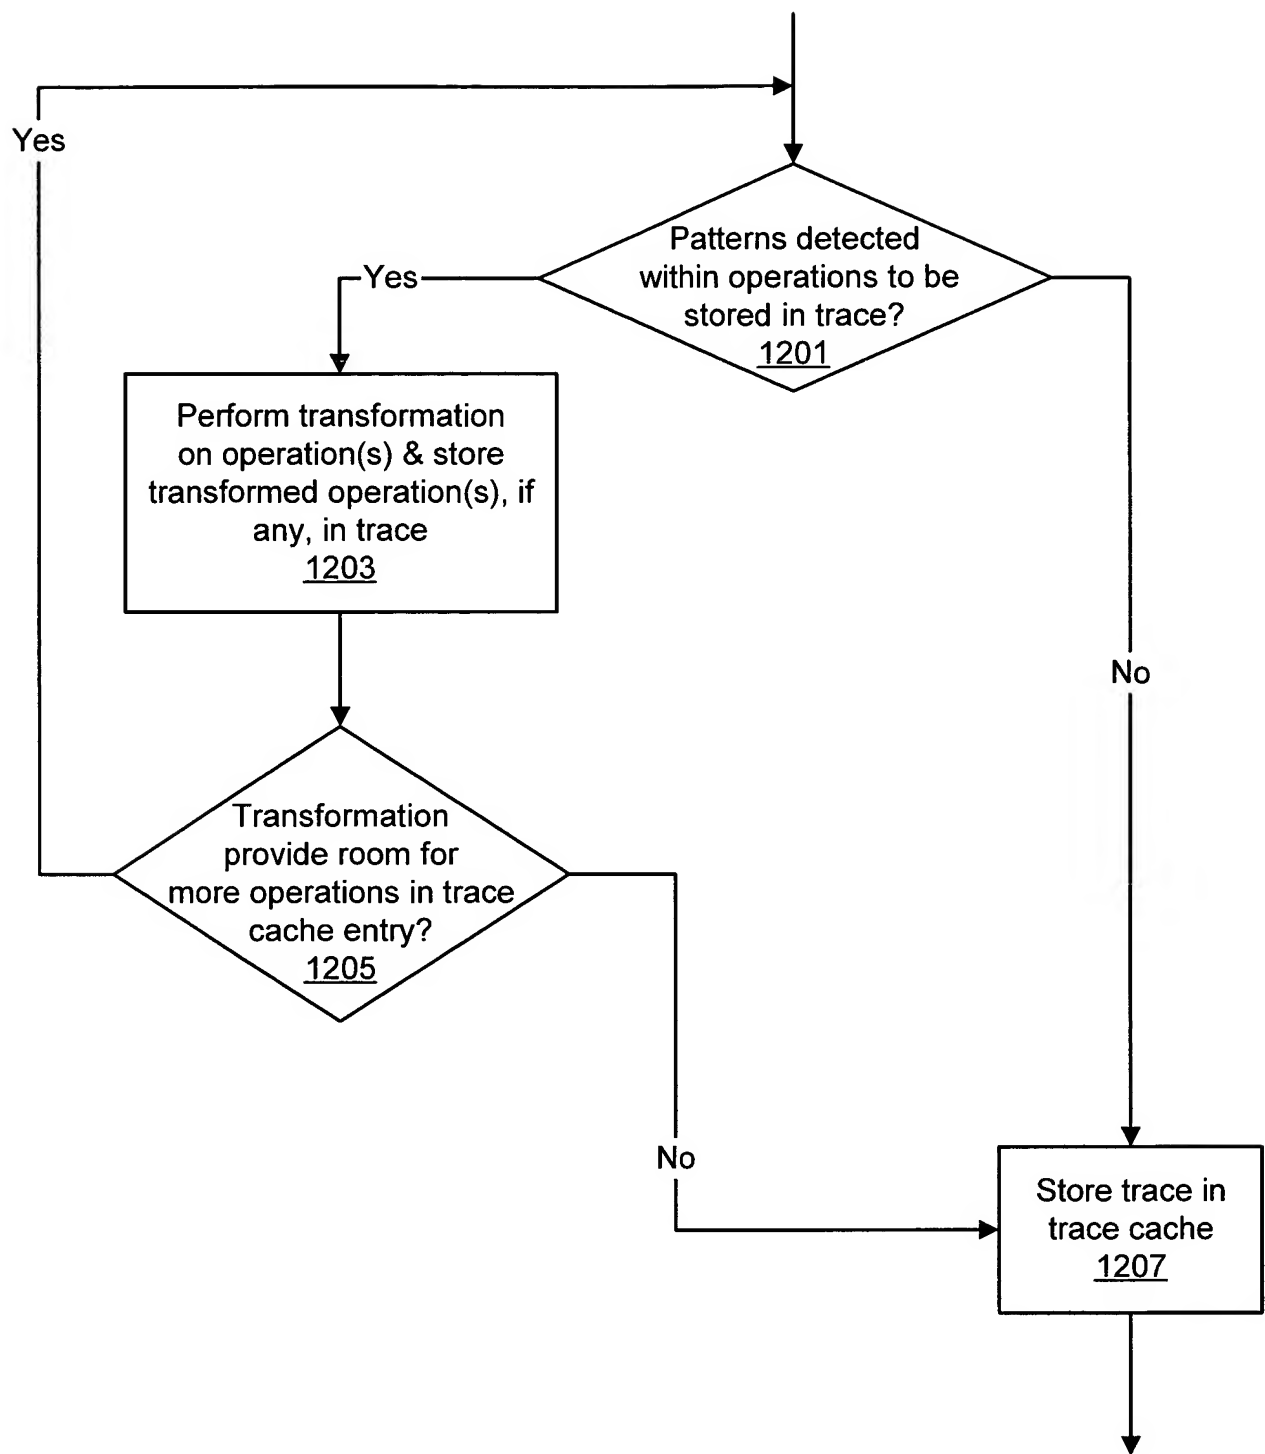 Yes
Patterns detected
within operations to be
stored in trace?
1201
Yes
Perform transformation
on operation(s) & store
transformed operation(s), if
any, in trace
1203
No
Transformation
provide room for
more operations in trace
cache entry?
1205
No
Store trace in
trace cache
1207